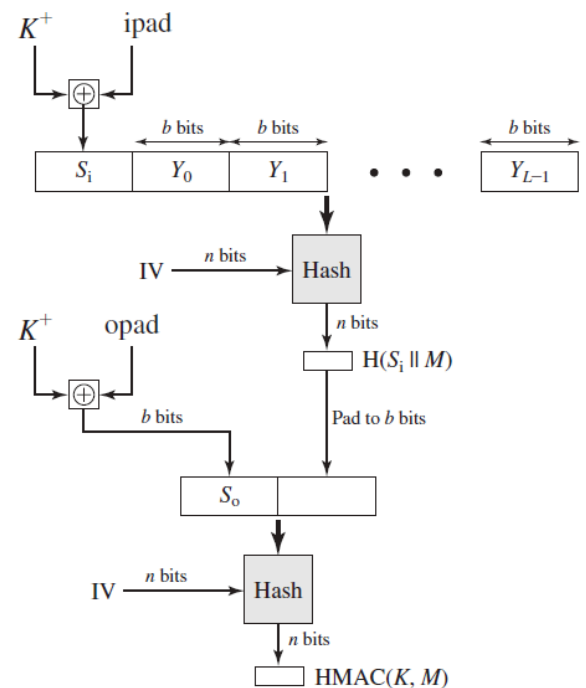 K⁺ ipad
⊕
b bits b bits b bits
Sᵢ Y₀ Y₁ • • • Y_{L–1}
n bits
IV Hash
n bits
K⁺ opad
H(Sᵢ || M)
⊕
b bits Pad to b bits
Sₒ
n bits
IV Hash
n bits
HMAC(K, M)